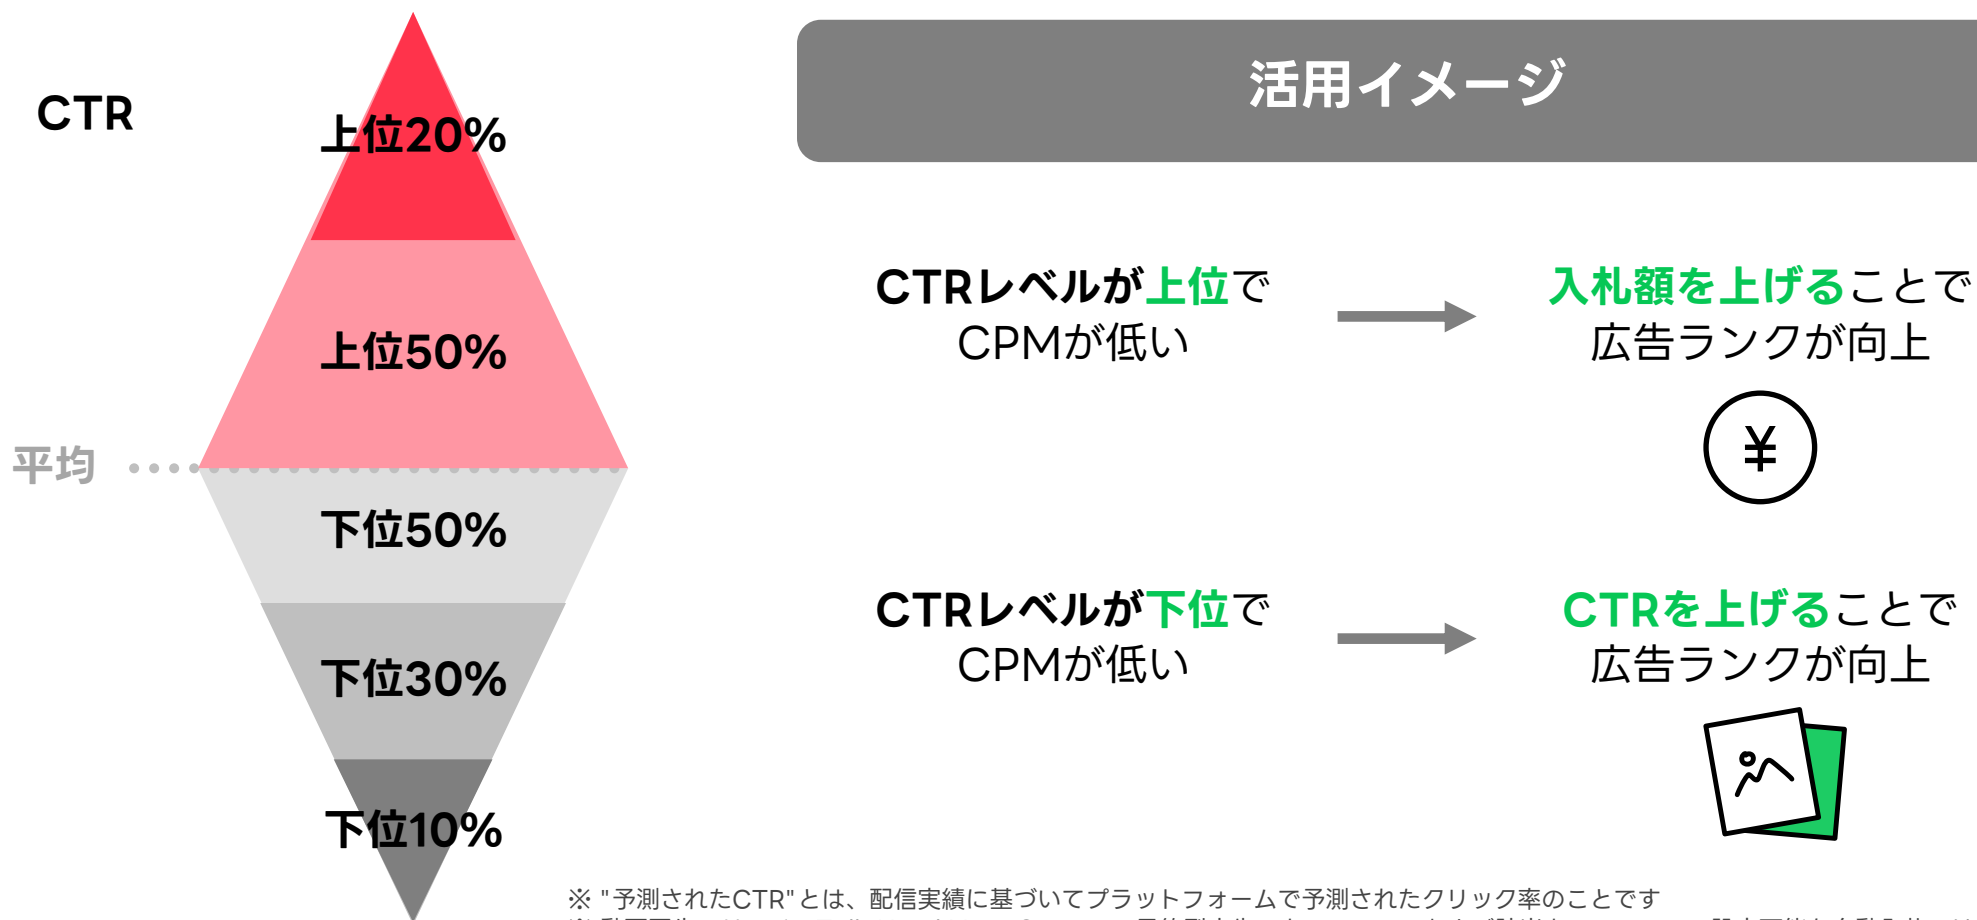 CTR
上位20%
上位50%
平均
下位50%
下位30%
下位10%
活用イメージ
CTRレベルが上位で
CPMが低い
入札額を上げることで
広告ランクが向上
¥
CTRレベルが下位で
CPMが低い
CTRを上げることで
広告ランクが向上
※ "予測されたCTR"とは、配信実績に基づいてプラットフォームで予測されたクリック率のことです